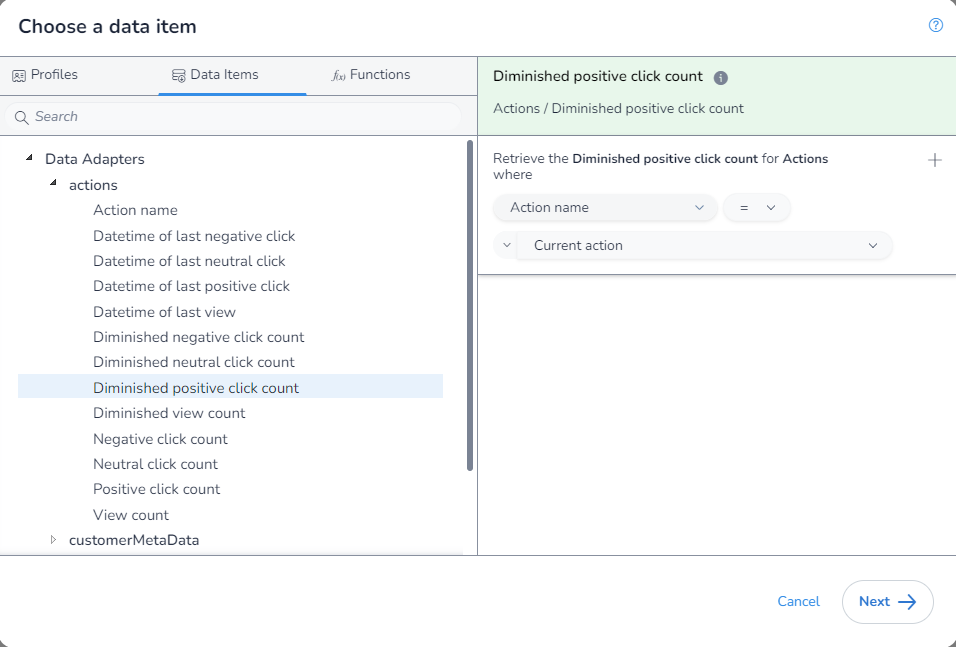 Choose a data item
Profiles
Data Items
f(x) Functions
Search
Data Adapters
actions
Action name
Datetime of last negative click
Datetime of last neutral click
Datetime of last positive click
Datetime of last view
Diminished negative click count
Diminished neutral click count
Diminished positive click count
Diminished view count
Negative click count
Neutral click count
Positive click count
View count
customerMetaData
Diminished positive click count
Actions / Diminished positive click count
Retrieve the Diminished positive click count for Actions
where
Action name
=
Current action
Cancel
Next